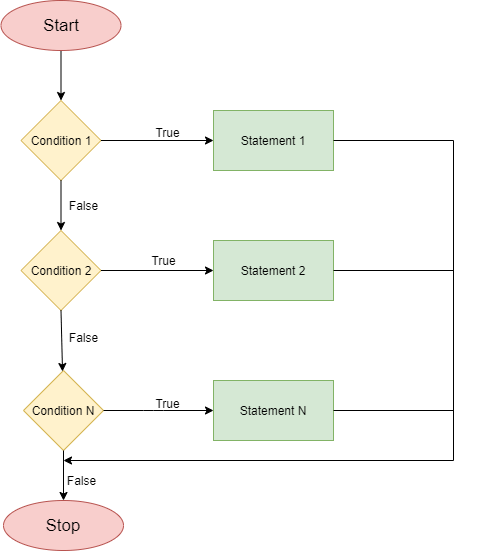 Start
Condition 1
True
Statement 1
False
Condition 2
True
Statement 2
False
Condition N
True
Statement N
False
Stop